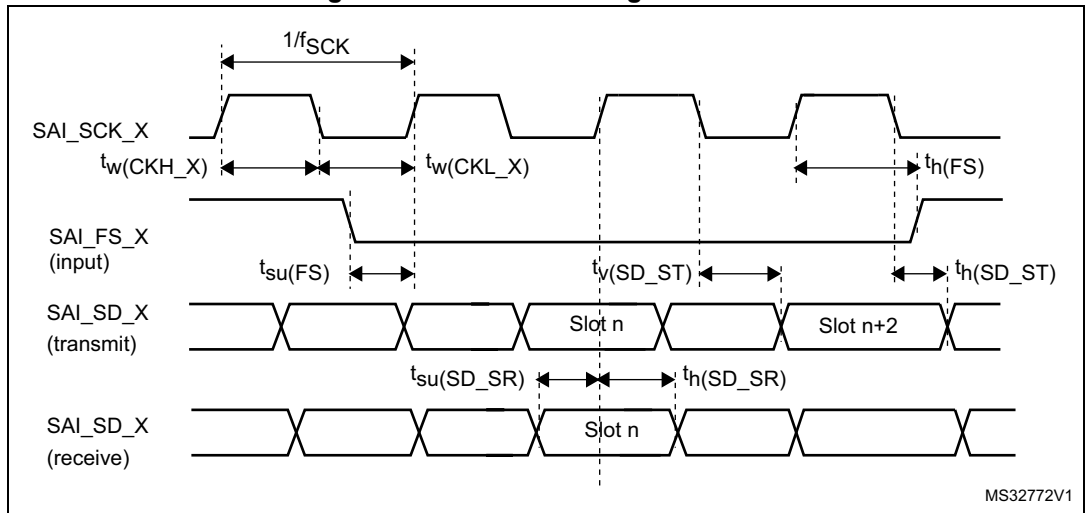 1/fSCK
SAI_SCK_X
tw(CKH_X) tw(CKL_X) th(FS)
SAI_FS_X
(input)
tsu(FS) tv(SD_ST) th(SD_ST)
SAI_SD_X
(transmit)
Slot n Slot n+2
tsu(SD_SR) th(SD_SR)
SAI_SD_X
(receive)
Slot n
MS32772V1